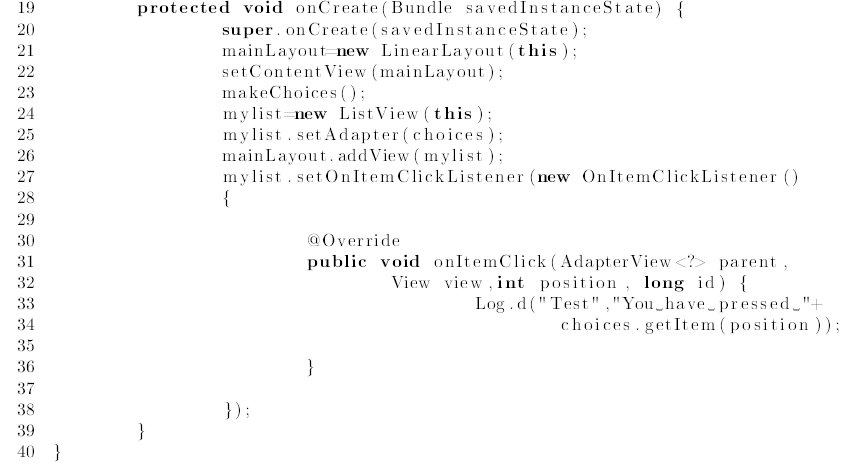 19 protected void onCreate(Bundle savedInstanceState) {
20 super.onCreate(savedInstanceState);
21 mainLayout=new LinearLayout(this);
22 setContentView(mainLayout);
23 makeChoices();
24 mylist=new ListView(this);
25 mylist.setAdapter(choices);
26 mainLayout.addView(mylist);
27 mylist.setOnItemClickListener(new OnItemClickListener()
28 {
29
30 @Override
31 public void onItemClick(AdapterView<?> parent,
32 View view,int position, long id) {
33 Log.d("Test","You␣have␣pressed␣"+
34 choices.getItem(position));
35
36 }
37
38 });
39 }
40 }